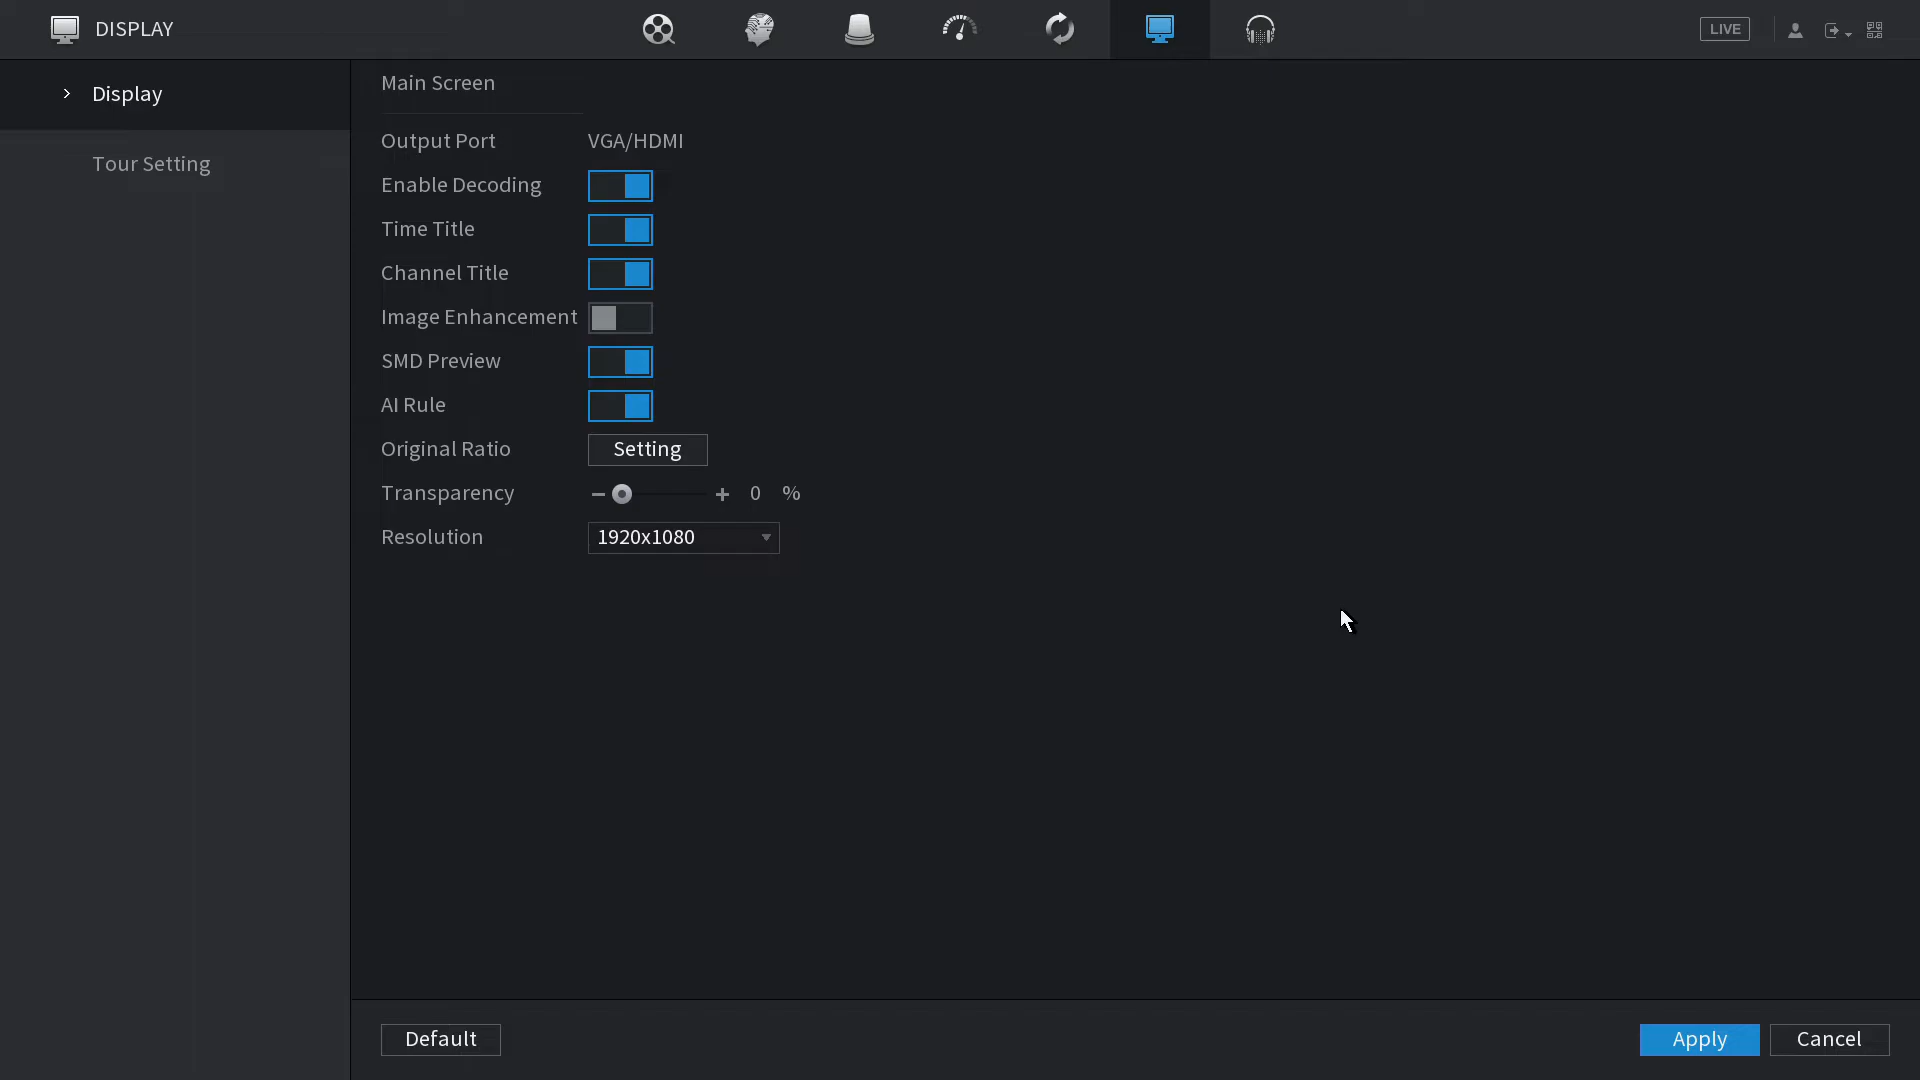 DISPLAY
LIVE
Display
Tour Setting
Main Screen
Output Port VGA/HDMI
Enable Decoding
Time Title
Channel Title
Image Enhancement
SMD Preview
AI Rule
Original Ratio Setting
Transparency 0 %
Resolution 1920x1080
Default Apply Cancel